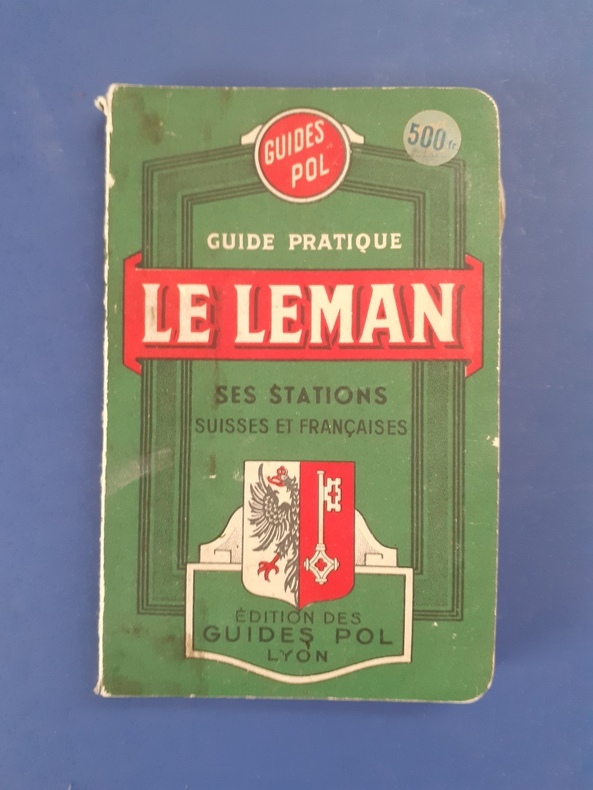 GUIDES
POL
500 fr
GUIDE PRATIQUE
LE LEMAN
SES STATIONS
SUISSES ET FRANÇAISES
ÉDITION DES
GUIDES POL
LYON